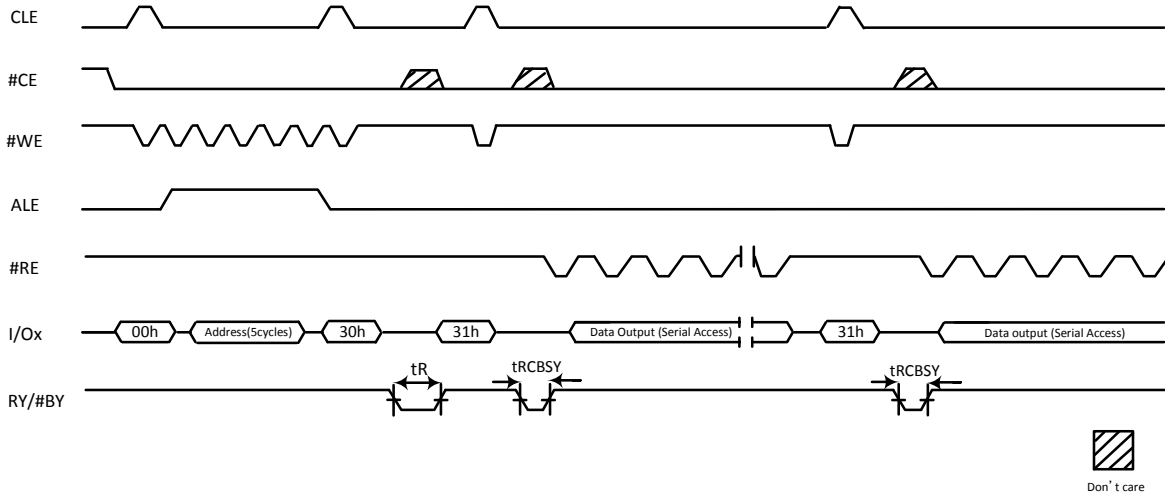 CLE
#CE
#WE
ALE
#RE
I/Ox 00h Address(5cycles) 30h 31h Data Output (Serial Access) 31h Data output (Serial Access)
tR tRCBSY tRCBSY
RY/#BY
Don't care